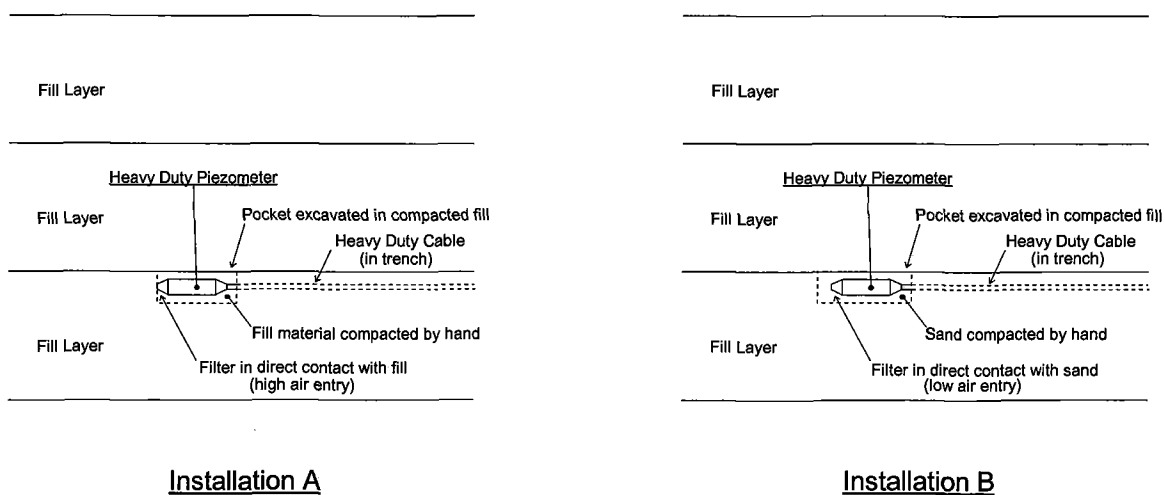 Fill Layer
Heavy Duty Piezometer
Fill Layer
Pocket excavated in compacted fill
Heavy Duty Cable
(in trench)
Fill material compacted by hand
Fill Layer
Filter in direct contact with fill
(high air entry)
Installation A
Fill Layer
Heavy Duty Piezometer
Fill Layer
Pocket excavated in compacted fill
Heavy Duty Cable
(in trench)
Sand compacted by hand
Fill Layer
Filter in direct contact with sand
(low air entry)
Installation B